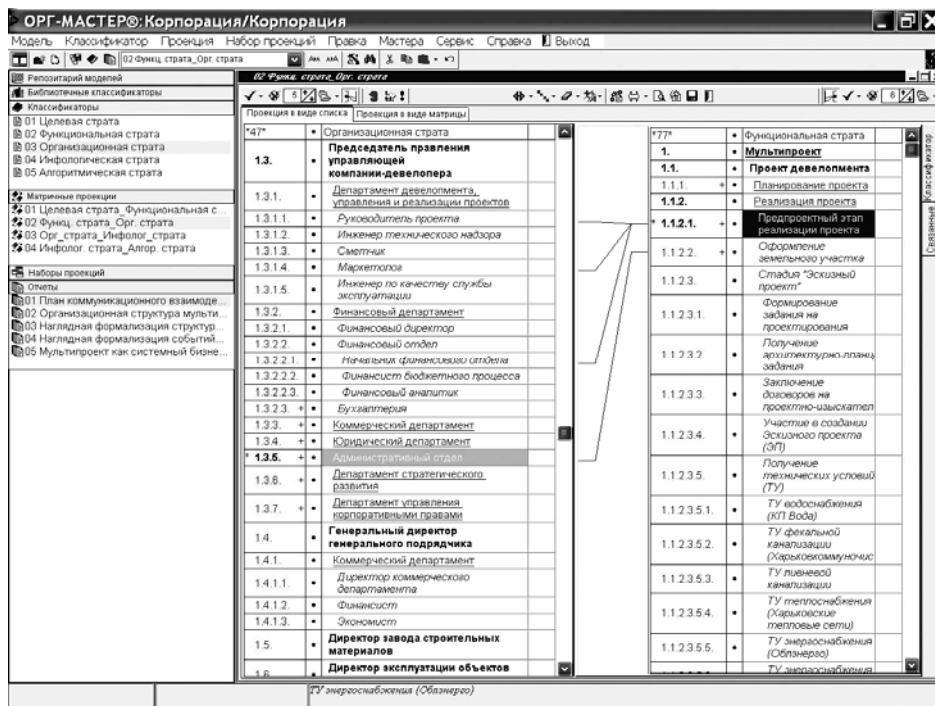 ОРГ-МАСТЕР®:Корпорация/Корпорация
Модель Классификатор Проекция Набор проекций Правка Мастера Сервис Справка Выход
02 Функц. страта_Орг. страта
Репозитарий моделей
Библиотечные классификаторы
Классификаторы
01 Целевая страта
02 Функциональная страта
03 Организационная страта
04 Инфологическая страта
05 Алгоритмическая страта
Матричные проекции
01 Целевая страта_Функциональная с...
02 Функц. страта_Орг. страта
03 Орг_страта_Инфолог_страта
04 Инфолог. страта_Алгор. страта
Наборы проекций
Отчеты
01 План коммуникационного взаимоде...
02 Организационная структура мульти...
03 Наглядная формализация структур...
04 Наглядная формализация событий...
05 Мультипроект как системный бизне...
02 Функц. страта_Орг. страта
5
6
Проекция в виде списка
Проекция в виде матрицы
*47* • Организационная страта
1.3. • Председатель правления
управляющей
компании-девелопера
1.3.1. • Департамент девелопмента,
управления и реализации проектов
1.3.1.1. • Руководитель проекта
1.3.1.2. • Инженер технического надзора
1.3.1.3. • Сметчик
1.3.1.4. • Маркетолог
1.3.1.5. • Инженер по качеству службы
эксплуатации
1.3.2. • Финансовый департамент
1.3.2.1. • Финансовый директор
1.3.2.2. • Финансовый отдел
1.3.2.2.1. • Начальник финансового отдела
1.3.2.2.2. • Финансист бюджетного процесса
1.3.2.2.3. • Финансовый аналитик
1.3.2.3. + • Бухгалтерия
1.3.3. + • Коммерческий департамент
1.3.4. + • Юридический департамент
* 1.3.5. + • Административный отдел
1.3.6. + • Департамент стратегического
развития
1.3.7. + • Департамент управления
корпоративными правами
1.4. • Генеральный директор
генерального подрядчика
1.4.1. • Коммерческий департамент
1.4.1.1. • Директор коммерческого
департамента
1.4.1.2. • Финансист
1.4.1.3. • Экономист
1.5. • Директор завода строительных
материалов
1.6 • Директор эксплуатации объектов
*77* • Функциональная страта
1. • Мультипроект
1.1. • Проект девелопмента
1.1.1. + • Планирование проекта
1.1.2. • Реализация проекта
* 1.1.2.1. + • Предпроектный этап
реализации проекта
1.1.2.2. + • Оформление
земельного участка
1.1.2.3. • Стадия "Эскизный
проект"
1.1.2.3.1. • Формирование
задания на
проектирования
1.1.2.3.2. • Получение
архитектурно-планиц
задания
1.1.2.3.3. • Заключение
договоров на
проектно-изыскател
1.1.2.3.4. • Участие в создании
Эскизного проекта
(ЭП)
1.1.2.3.5. • Получение
технических условий
(ТУ)
1.1.2.3.5.1. • ТУ водоснабжения
(КП Вода)
1.1.2.3.5.2. • ТУ фекальной
канализации
(Харьковкоммуночис
1.1.2.3.5.3. • ТУ ливневой
канализации
1.1.2.3.5.4. • ТУ теплоснабжения
(Харьковские
тепловые сети)
1.1.2.3.5.5. • ТУ энергоснабжения
(Облэнерго)
ТУ энергоснабжения
Классификатор
Связанные
ТУ энергоснабжения (Облэнерго)